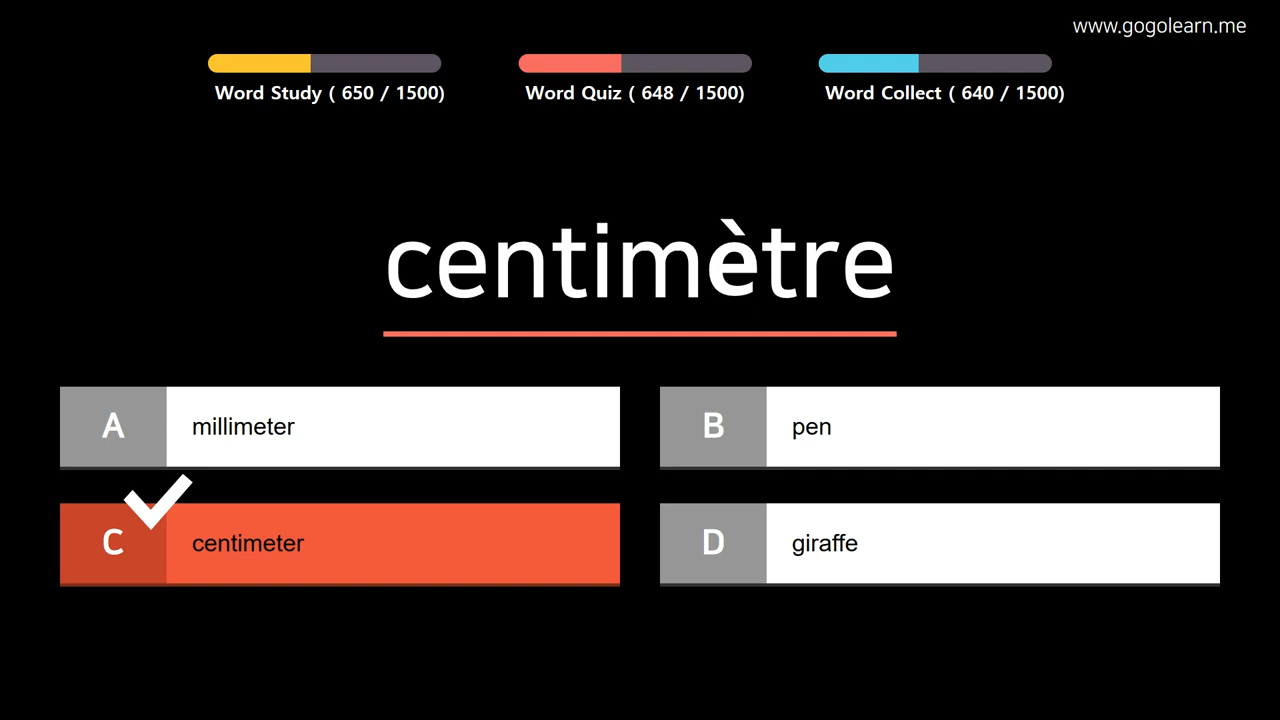 www.gogolearn.me
Word Study ( 650 / 1500)
Word Quiz ( 648 / 1500)
Word Collect ( 640 / 1500)
centimètre
A millimeter
B pen
C centimeter
D giraffe